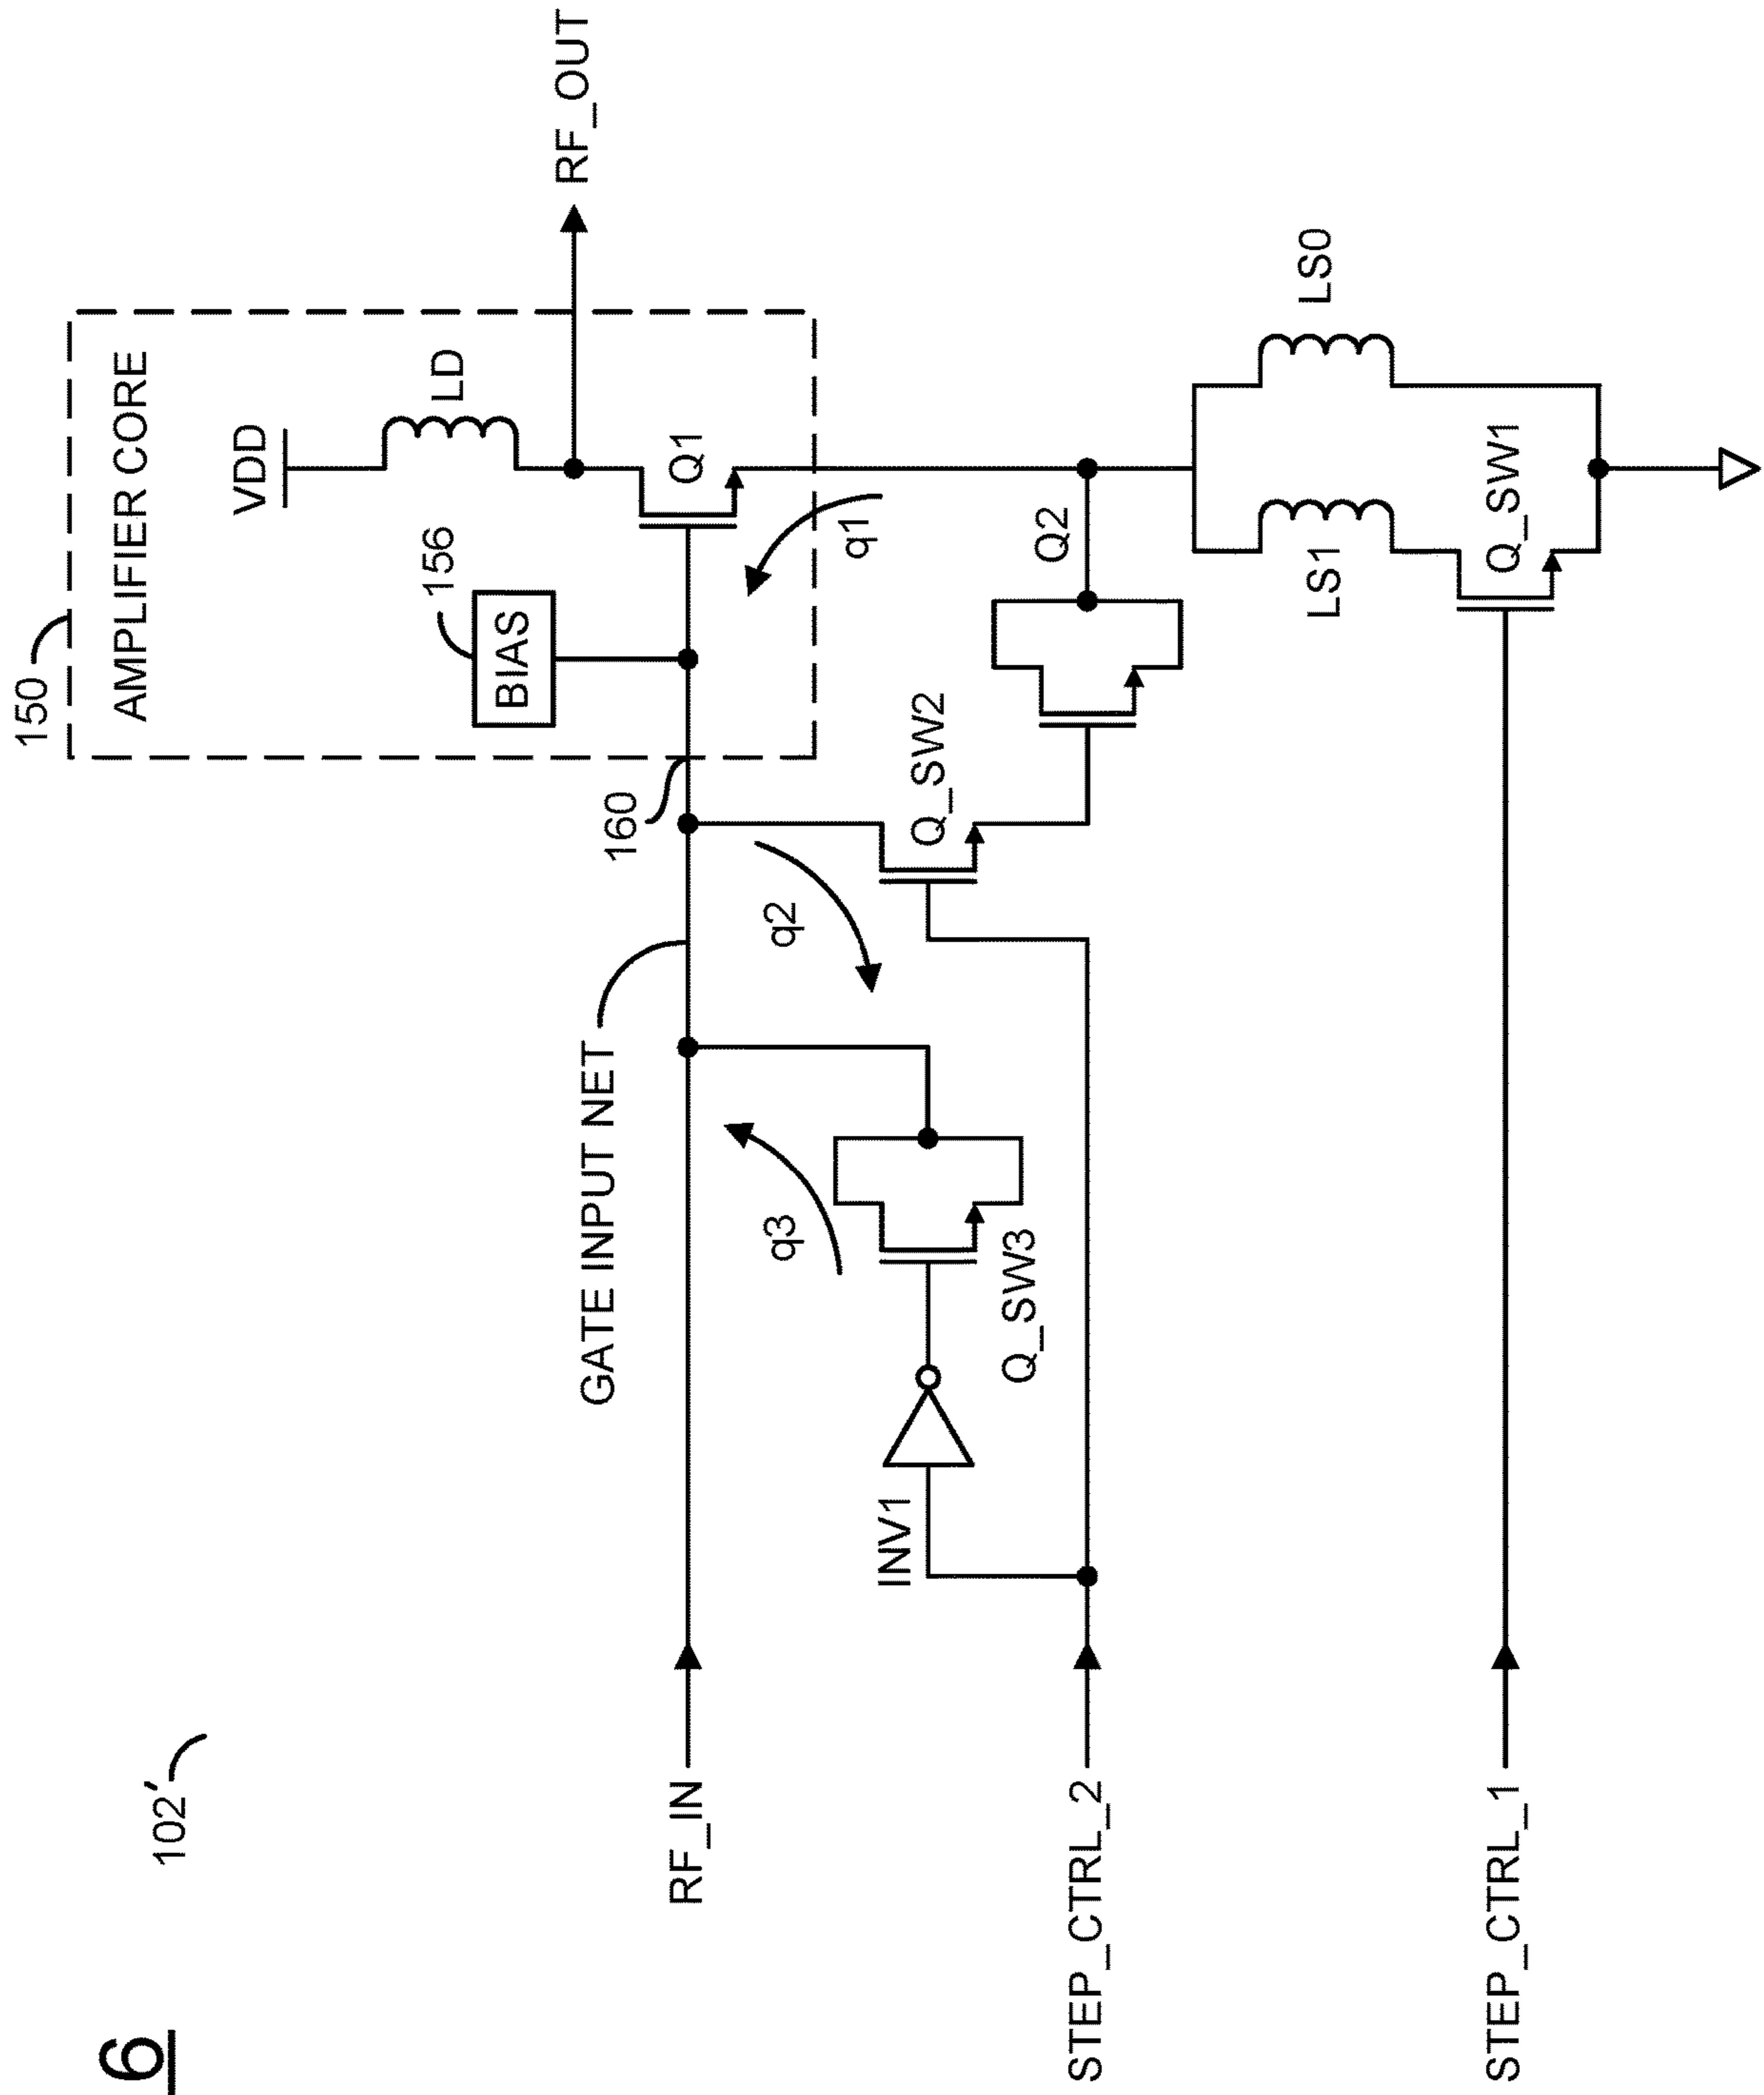 6
102′
150
AMPLIFIER CORE
VDD
LD
156
BIAS
Q1
RF_OUT
160
q1
GATE INPUT NET
RF_IN
q2
q3
Q_SW2
Q2
INV1
Q_SW3
STEP_CTRL_2
LS1
LS0
Q_SW1
STEP_CTRL_1